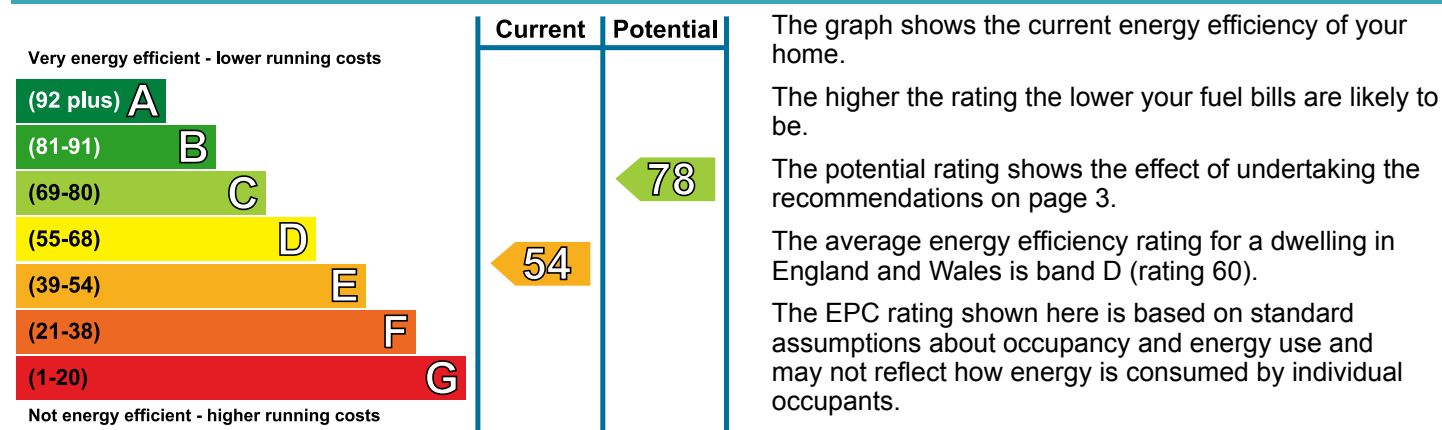 Current Potential
Very energy efficient - lower running costs
(92 plus) A
(81-91) B
(69-80) C
(55-68) D
(39-54) E
(21-38) F
(1-20) G
Not energy efficient - higher running costs
78
54
The graph shows the current energy efficiency of your
home.
The higher the rating the lower your fuel bills are likely to
be.
The potential rating shows the effect of undertaking the
recommendations on page 3.
The average energy efficiency rating for a dwelling in
England and Wales is band D (rating 60).
The EPC rating shown here is based on standard
assumptions about occupancy and energy use and
may not reflect how energy is consumed by individual
occupants.